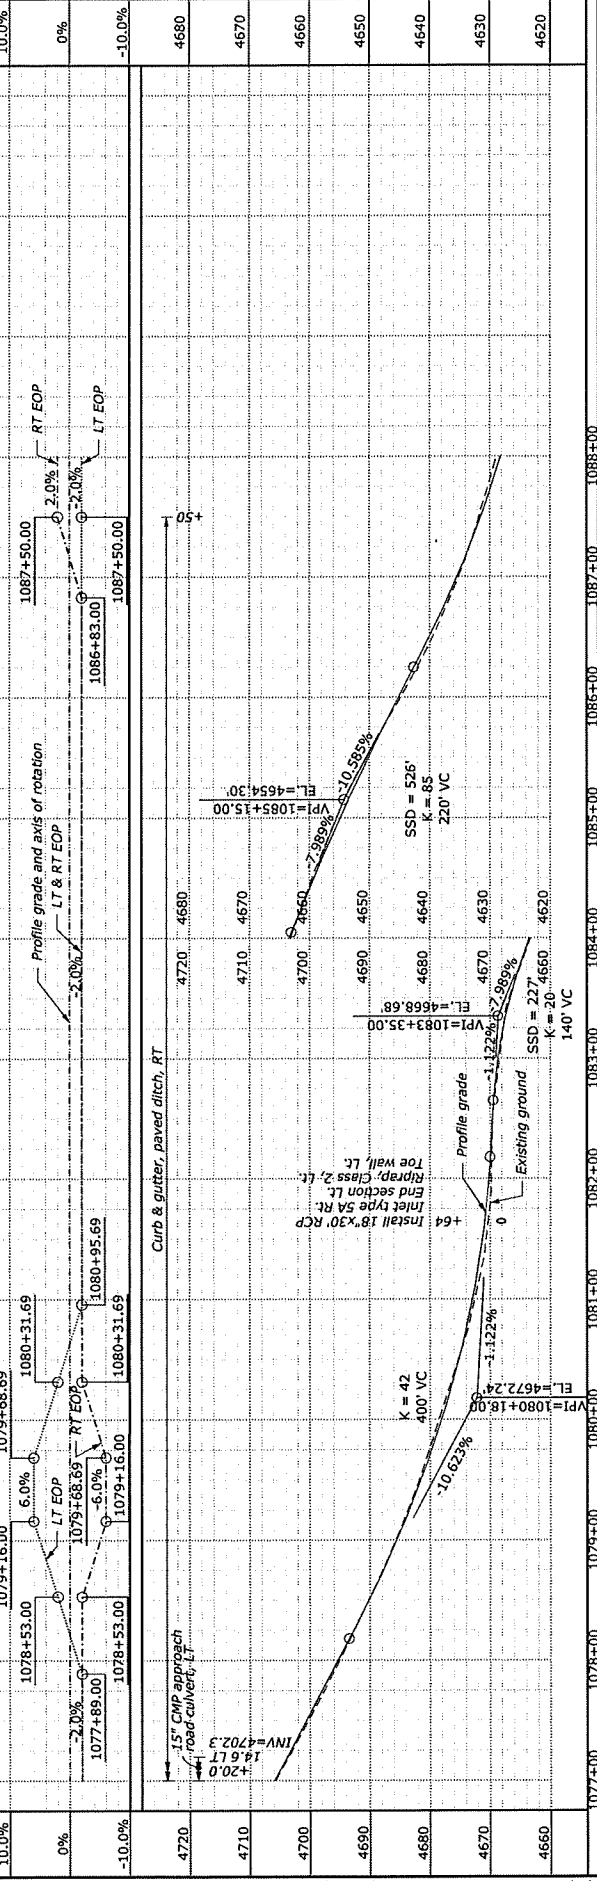 10.0%
0%
-10.0%
10.0%
0%
-10.0%
1079+16.00
1079+68.69
1078+53.00
1080+31.69
6.0%
LT EOP
-2.0%
1077+89.00
1078+53.00
1079+68.69
RT EOP
-6.0%
1079+16.00
1080+31.69
1080+95.69
Profile grade and axis of rotation
LT & RT EOP
-2.0%
1087+50.00
RT EOP
2.0%
-2.0%
LT EOP
1086+83.00
1087+50.00
Curb & gutter, paved ditch, RT
+50
15" CMP approach
road culvert, LT
+20.0
14.6 LT
INV=4702.3
4720
4710
4700
4690
4680
4670
4660
K = 42
400' VC
-10.623%
-1.122%
VPI=1080+18.00
EL.=4672.24'
+64
Install 18"x30' RCP
Inlet type 5A Rt.
End section Lt.
Riprap, Class 2, Lt.
Toe wall, Lt.
0
Profile grade
Existing ground
-1.122%
-7.989%
VPI=1083+35.00
EL.=4668.68'
SSD = 227'
K = 20
140' VC
4720
4710
4700
4690
4680
4670
4660
4680
4670
4660
4650
4640
4630
4620
-7.989%
-10.585%
VPI=1085+15.00
EL.=4654.30'
SSD = 526'
K = 85
220' VC
4680
4670
4660
4650
4640
4630
4620
1077+00
1078+00
1079+00
1080+00
1081+00
1082+00
1083+00
1084+00
1085+00
1086+00
1087+00
1088+00